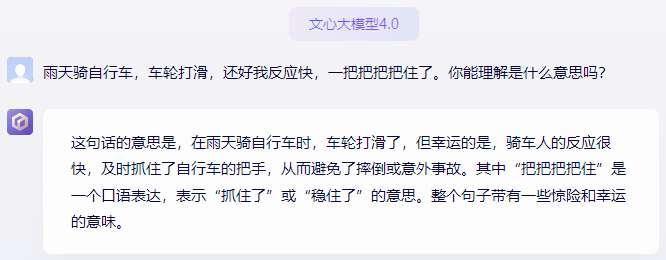 文心大模型4.0
雨天骑自行车，车轮打滑，还好我反应快，一把把把把住了。你能理解是什么意思吗？
这句话的意思是，在雨天骑自行车时，车轮打滑了，但幸运的是，骑车人的反应很
快，及时抓住了自行车的把手，从而避免了摔倒或意外事故。其中“把把把把住”是
一个口语表达，表示“抓住了”或“稳住了”的意思。整个句子带有一些惊险和幸运
的意味。